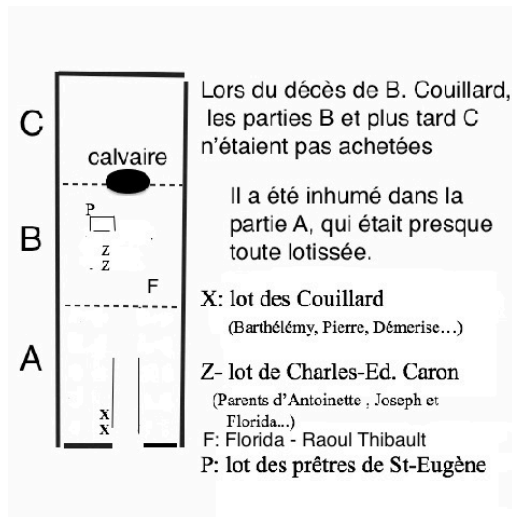 C
calvaire
P
B
Z
Z
F
A
X
X
Lors du décès de B. Couillard,
les parties B et plus tard C
n'étaient pas achetées
Il a été inhumé dans la
partie A, qui était presque
toute lotissée.
X: lot des Couillard
(Barthélémy, Pierre, Démerise...)
Z- lot de Charles-Ed. Caron
(Parents d'Antoinette , Joseph et
Florida...)
F: Florida - Raoul Thibault
P: lot des prêtres de St-Eugène